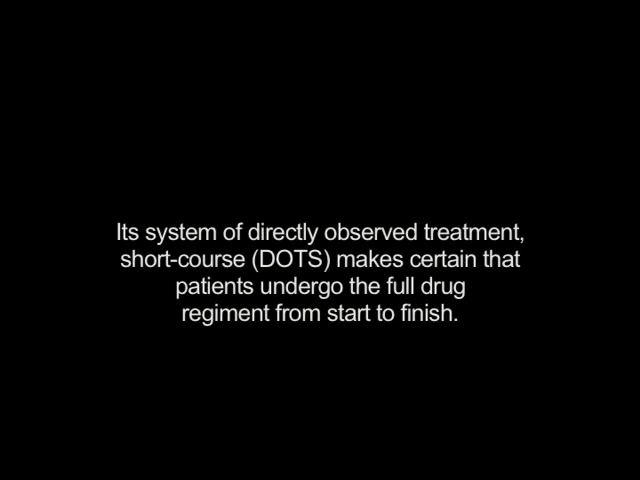 Its system of directly observed treatment,
short-course (DOTS) makes certain that
patients undergo the full drug
regiment from start to finish.